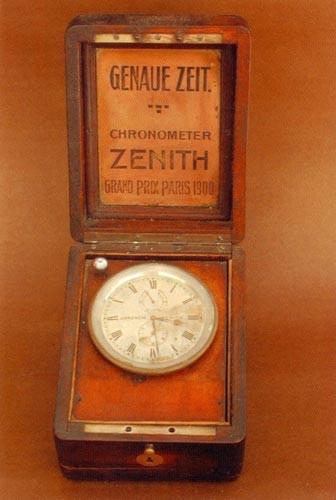 GENAUE ZEIT.
CHRONOMETER
ZENITH
GRAND PRIX PARIS 1900